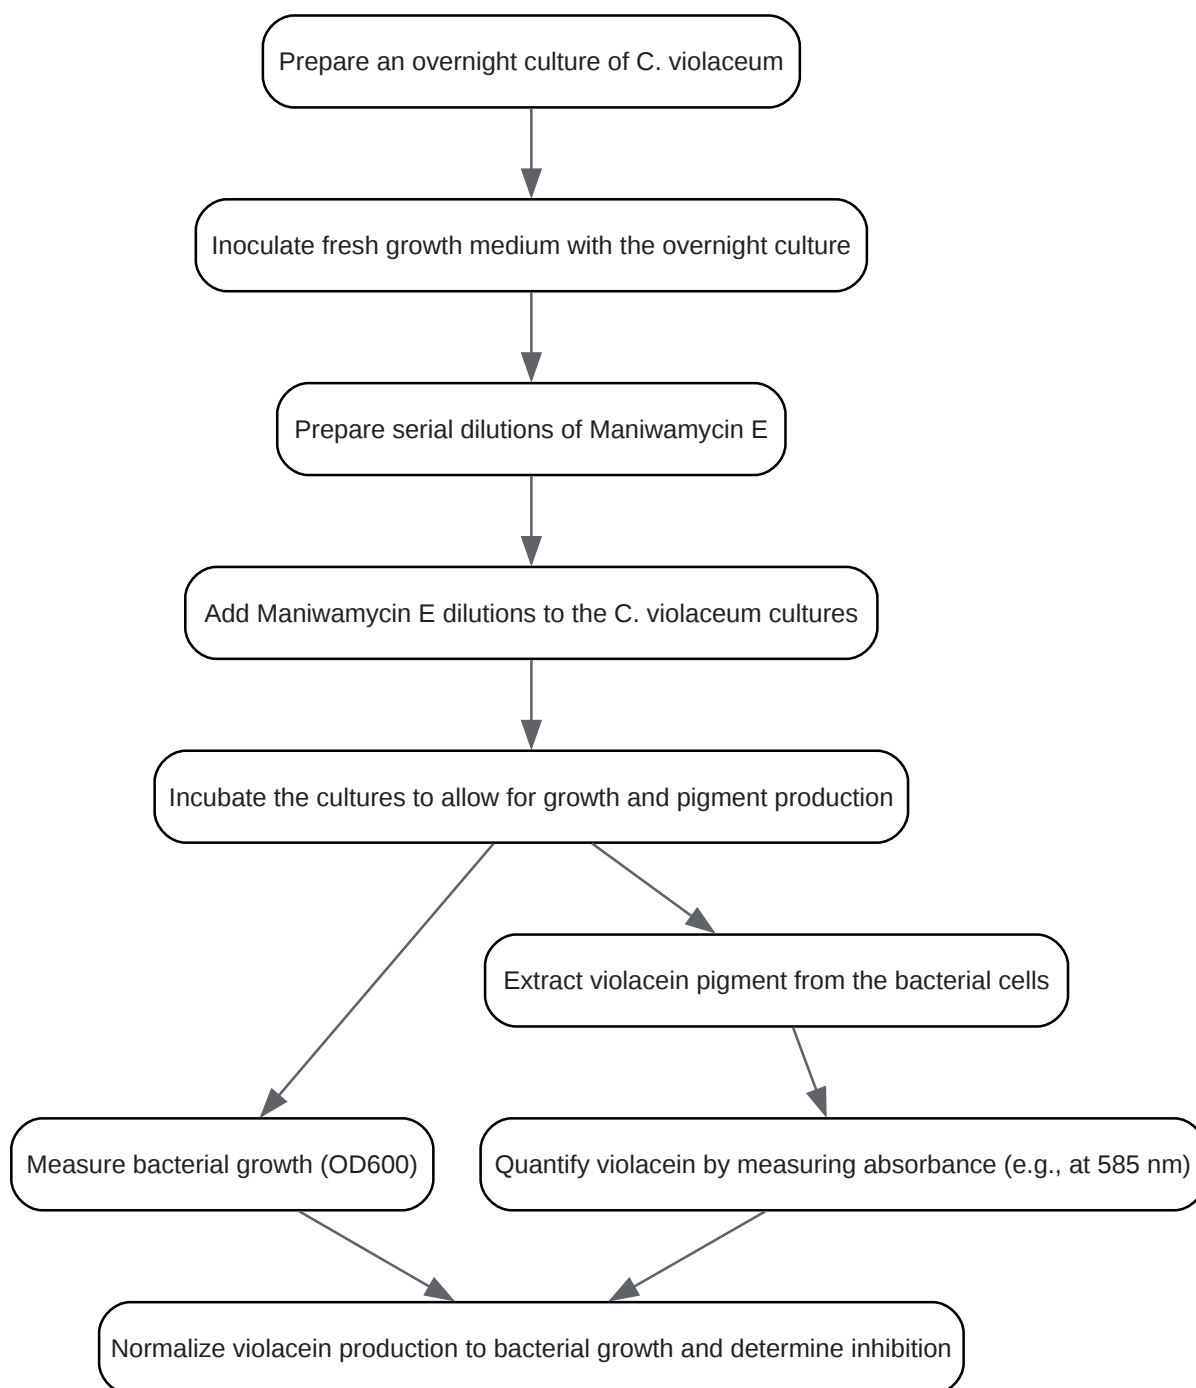 Prepare an overnight culture of C. violaceum
Inoculate fresh growth medium with the overnight culture
Prepare serial dilutions of Maniwamycin E
Add Maniwamycin E dilutions to the C. violaceum cultures
Incubate the cultures to allow for growth and pigment production
Extract violacein pigment from the bacterial cells
Measure bacterial growth (OD600)
Quantify violacein by measuring absorbance (e.g., at 585 nm)
Normalize violacein production to bacterial growth and determine inhibition